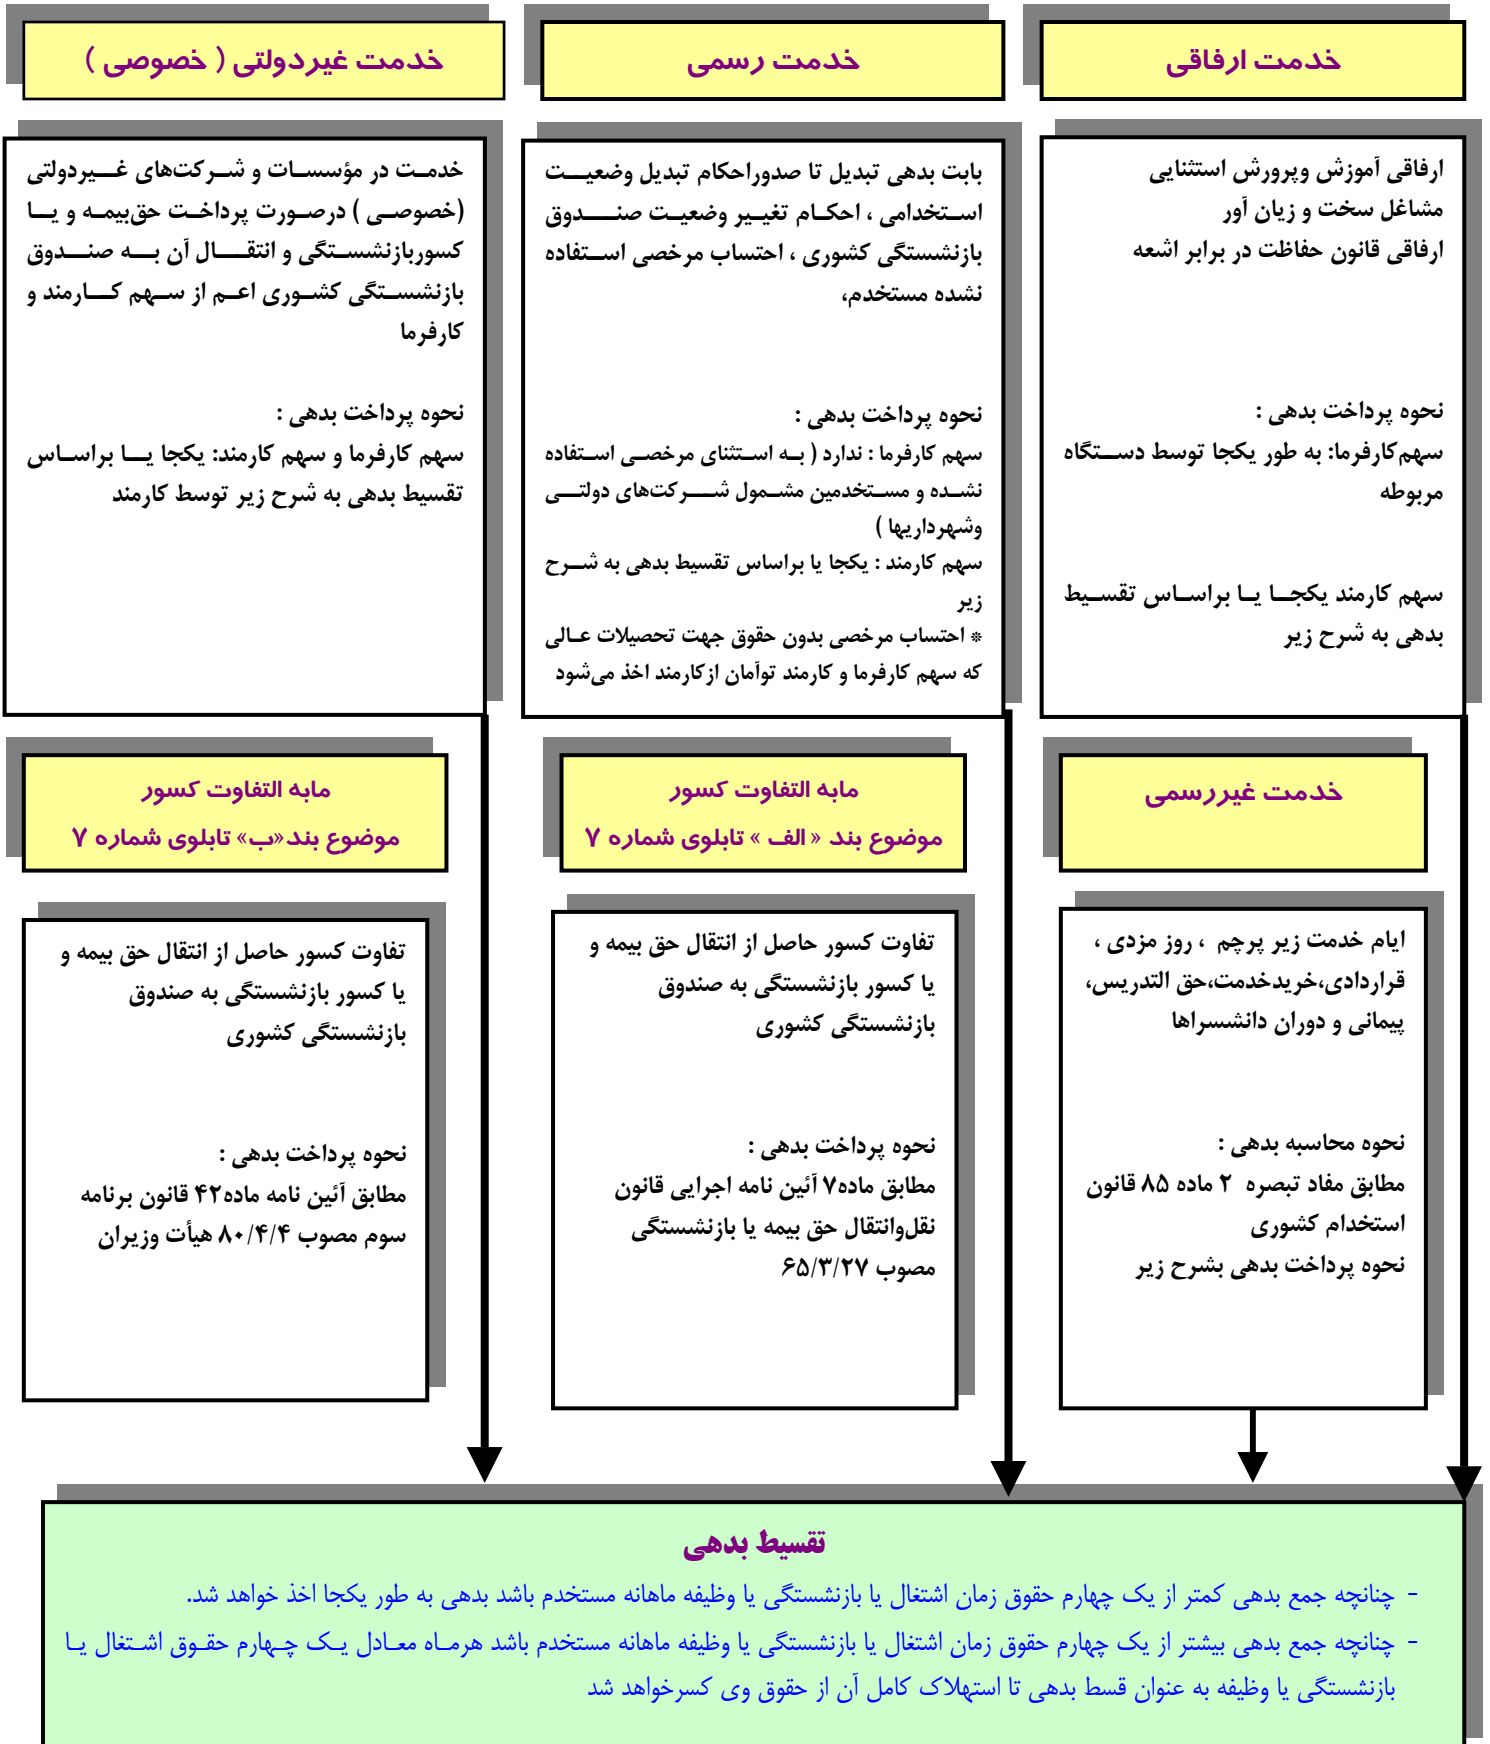 خدمت ارفاقی
ارفاقی آموزش وپرورش استثنایی
مشاغل سخت و زیان آور
ارفاقی قانون حفاظت در برابر اشعه
نحوه پرداخت بدهی :
سهم‌کارفرما: به طور یکجا توسط دستگاه
مربوطه
سهم کارمند یکجا یا براساس تقسیط
بدهی به شرح زیر
خدمت رسمی
بابت بدهی تبدیل تا صدوراحکام تبدیل وضعیت
استخدامی ، احکام تغییر وضعیت صندوق
بازنشستگی کشوری ، احتساب مرخصی استفاده
نشده مستخدم،
نحوه پرداخت بدهی :
سهم کارفرما : ندارد ( به استثنای مرخصی استفاده
نشده و مستخدمین مشمول شرکت‌های دولتی
وشهرداریها )
سهم کارمند : یکجا یا براساس تقسیط بدهی به شرح
زیر
* احتساب مرخصی بدون حقوق جهت تحصیلات عالی
که سهم کارفرما و کارمند توأمان ازکارمند اخذ می‌شود
خدمت غیردولتی ( خصوصی )
خدمت در مؤسسات و شرکت‌های غیردولتی
(خصوصی ) درصورت پرداخت حق‌بیمه و یا
کسوربازنشستگی و انتقال آن به صندوق
بازنشستگی کشوری اعم از سهم کارمند و
کارفرما
نحوه پرداخت بدهی :
سهم کارفرما و سهم کارمند: یکجا یا براساس
تقسیط بدهی به شرح زیر توسط کارمند
خدمت غیررسمی
ایام خدمت زیر پرچم ، روز مزدی ،
قراردادی،خریدخدمت،حق التدریس،
پیمانی و دوران دانشسراها
نحوه محاسبه بدهی :
مطابق مفاد تبصره ۲ ماده ۸۵ قانون
استخدام کشوری
نحوه پرداخت بدهی بشرح زیر
مابه التفاوت کسور
موضوع بند « الف » تابلوی شماره ۷
تفاوت کسور حاصل از انتقال حق بیمه و
یا کسور بازنشستگی به صندوق
بازنشستگی کشوری
نحوه پرداخت بدهی :
مطابق ماده۷ آئین نامه اجرایی قانون
نقل‌وانتقال حق بیمه یا بازنشستگی
مصوب ۶۵/۳/۲۷
مابه التفاوت کسور
موضوع بند«ب» تابلوی شماره ۷
تفاوت کسور حاصل از انتقال حق بیمه و
یا کسور بازنشستگی به صندوق
بازنشستگی کشوری
نحوه پرداخت بدهی :
مطابق آئین نامه ماده۴۲ قانون برنامه
سوم مصوب ۸۰/۴/۴ هیأت وزیران
تقسیط بدهی
- چنانچه جمع بدهی کمتر از یک چهارم حقوق زمان اشتغال یا بازنشستگی یا وظیفه ماهانه مستخدم باشد بدهی به طور یکجا اخذ خواهد شد.
- چنانچه جمع بدهی بیشتر از یک چهارم حقوق زمان اشتغال یا بازنشستگی یا وظیفه ماهانه مستخدم باشد هرماه معادل یک چهارم حقوق اشتغال یا
بازنشستگی یا وظیفه به عنوان قسط بدهی تا استهلاک کامل آن از حقوق وی کسرخواهد شد